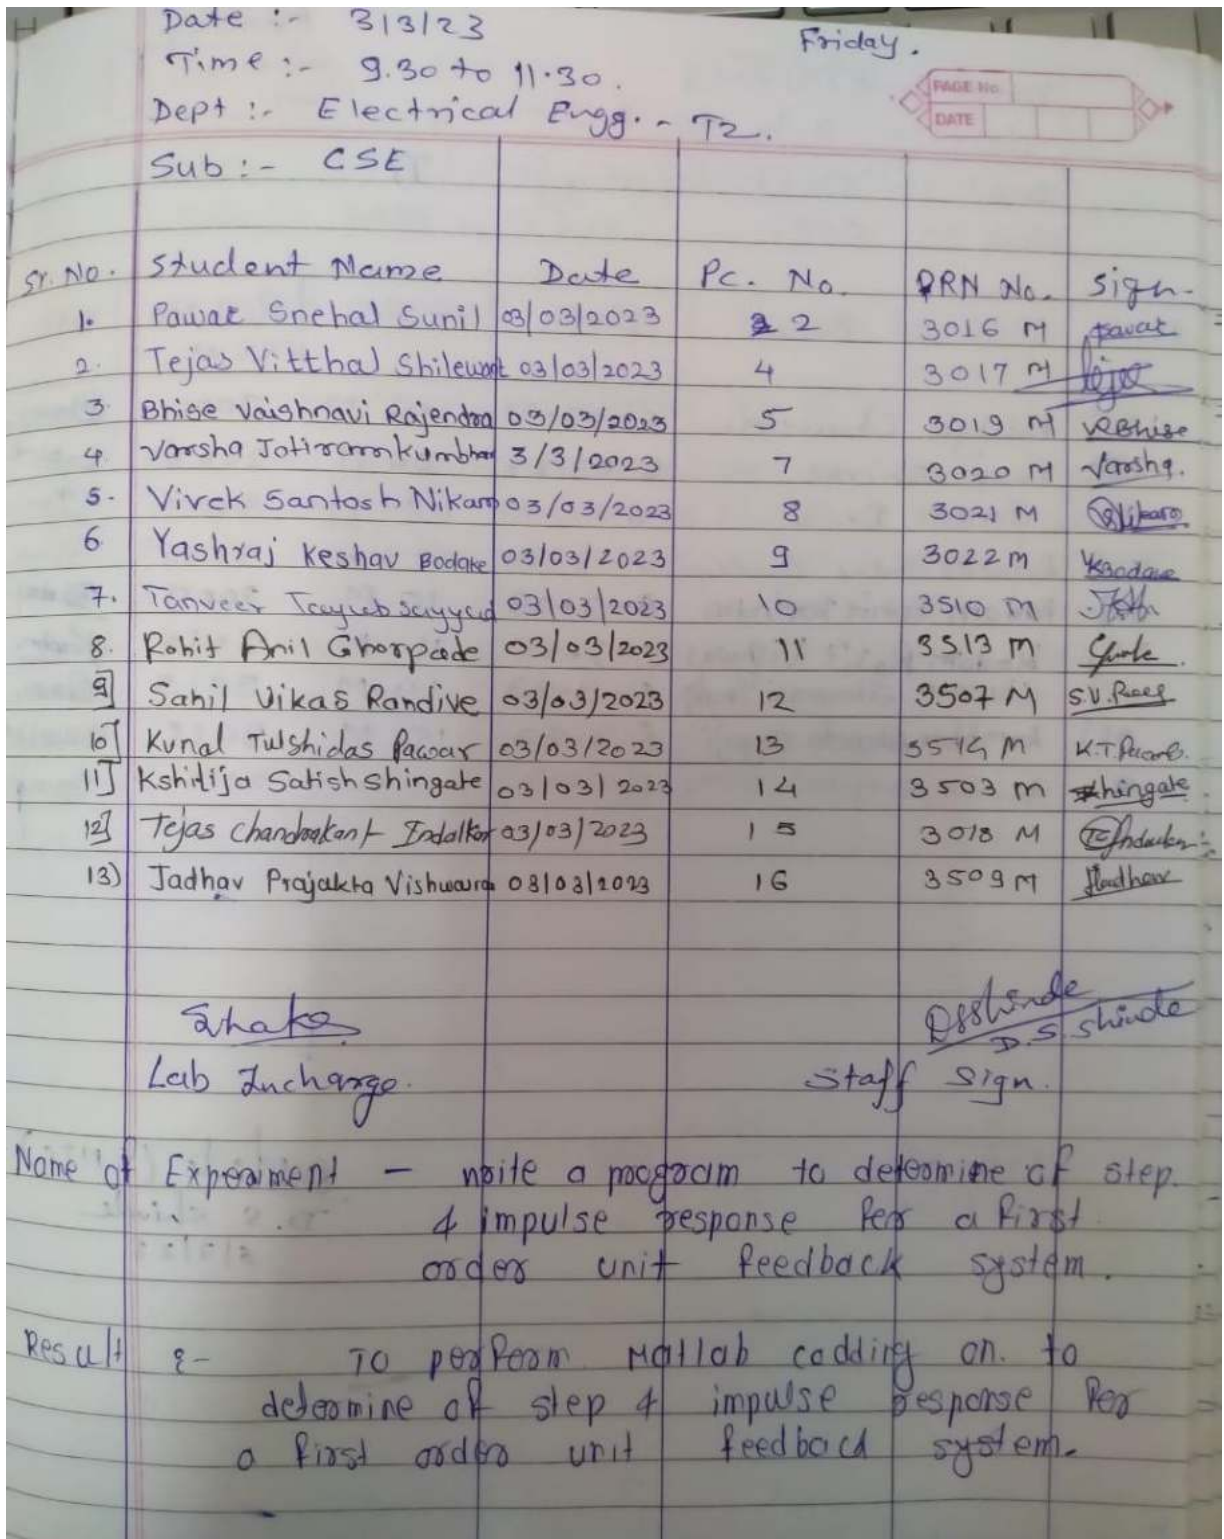 Date :- 3/3/23
Friday.
Time :- 9.30 to 11.30.
PAGE No.
DATE
Dept :- Electrical Engg. - T2.
Sub :- CSE
Sr. No. Student Name Date Pc. No. PRN No. Sign.
1. Pawar Snehal Sunil 03/03/2023 2 3016 M Pawar
2. Tejas Vitthal Shilewant 03/03/2023 4 3017 M
3. Bhise Vaishnavi Rajendra 03/03/2023 5 3019 M VRBhise
4. Varsha Jotiramkumbhar 3/3/2023 7 3020 M Varsha.
5. Vivek Santosh Nikam 03/03/2023 8 3021 M
6 Yashraj Keshav Bodake 03/03/2023 9 3022 M
7. Tanveer Tayyub sayyad 03/03/2023 10 3510 M
8. Rohit Anil Ghorpade 03/03/2023 11 3513 M
9] Sahil Vikas Randive 03/03/2023 12 3507 M S.V.
10] Kunal Tulshidas Pawar 03/03/2023 13 3514 M K.T.
11] Kshitija Satish Shingate 03/03/2023 14 3503 M Shingate
12] Tejas Chandrakant Indalkar 03/03/2023 15 3018 M
13) Jadhav Prajakta Vishwas 03/03/2023 16 3509 M Jadhav
DSShinde
D.S. Shinde
Lab Incharge. Staff Sign.
Name of Experiment - write a program to determine of step.
& impulse response For a First
order unit feedback system.
Result :- TO perform Matlab codding on. to
determine of step & impulse response For
a first order unit feedback system.